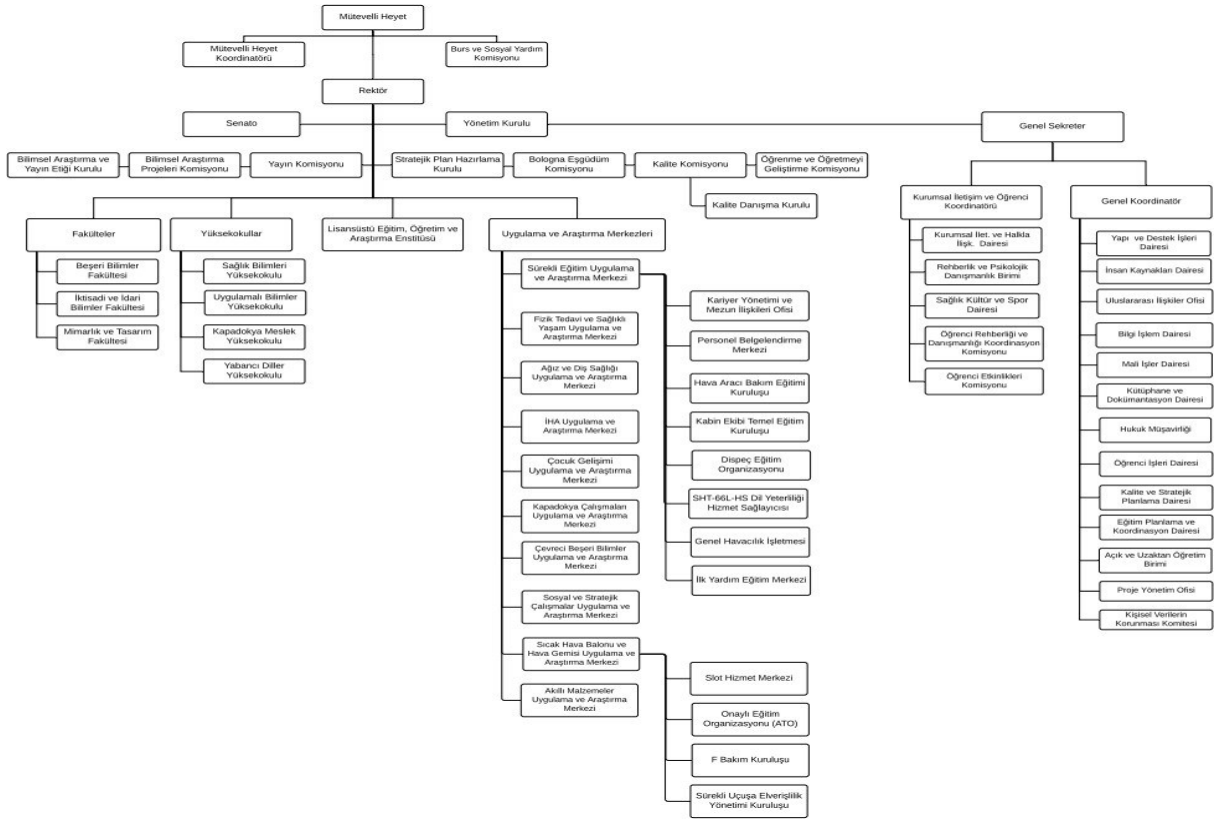 Mütevelli Heyet
Mütevelli Heyet
Koordinatörü
Burs ve Sosyal Yardım
Komisyonu
Rektör
Senato
Yönetim Kurulu
Genel Sekreter
Bilimsel Araştırma ve
Yayın Etiği Kurulu
Bilimsel Araştırma
Projeleri Komisyonu
Yayın Komisyonu
Stratejik Plan Hazırlama
Kurulu
Bologna Eşgüdüm
Komisyonu
Kalite Komisyonu
Öğrenme ve Öğretmeyi
Geliştirme Komisyonu
Kalite Danışma Kurulu
Fakülteler
Beşeri Bilimler
Fakültesi
İktisadi ve İdari
Bilimler Fakültesi
Mimarlık ve Tasarım
Fakültesi
Yüksekokullar
Sağlık Bilimleri
Yüksekokulu
Uygulamalı Bilimler
Yüksekokulu
Kapadokya Meslek
Yüksekokulu
Yabancı Diller
Yüksekokulu
Lisansüstü Eğitim, Öğretim ve
Araştırma Enstitüsü
Uygulama ve Araştırma Merkezleri
Sürekli Eğitim Uygulama
ve Araştırma Merkezi
Fizik Tedavi ve Sağlıklı
Yaşam Uygulama ve
Araştırma Merkezi
Ağız ve Diş Sağlığı
Uygulama ve Araştırma
Merkezi
İHA Uygulama ve
Araştırma Merkezi
Çocuk Gelişimi
Uygulama ve Araştırma
Merkezi
Kapadokya Çalışmaları
Uygulama ve Araştırma
Merkezi
Çevreci Beşeri Bilimler
Uygulama ve Araştırma
Merkezi
Sosyal ve Stratejik
Çalışmalar Uygulama ve
Araştırma Merkezi
Sıcak Hava Balonu ve
Hava Gemisi Uygulama ve
Araştırma Merkezi
Akıllı Malzemeler
Uygulama ve Araştırma
Merkezi
Kariyer Yönetimi ve
Mezun İlişkileri Ofisi
Personel Belgelendirme
Merkezi
Hava Aracı Bakım Eğitimi
Kuruluşu
Kabin Ekibi Temel Eğitim
Kuruluşu
Dispeç Eğitim
Organizasyonu
SHT-66L-HS Dil Yeterliliği
Hizmet Sağlayıcısı
Genel Havacılık İşletmesi
İlk Yardım Eğitim Merkezi
Slot Hizmet Merkezi
Onaylı Eğitim
Organizasyonu (ATO)
F Bakım Kuruluşu
Sürekli Uçuşa Elverişlilik
Yönetimi Kuruluşu
Kurumsal İletişim ve Öğrenci
Koordinatörü
Kurumsal İlet. ve Halkla
İlişk. Dairesi
Rehberlik ve Psikolojik
Danışmanlık Birimi
Sağlık Kültür ve Spor
Dairesi
Öğrenci Rehberliği ve
Danışmanlığı Koordinasyon
Komisyonu
Öğrenci Etkinlikleri
Komisyonu
Genel Koordinatör
Yapı ve Destek İşleri
Dairesi
İnsan Kaynakları Dairesi
Uluslararası İlişkiler Ofisi
Bilgi İşlem Dairesi
Mali İşler Dairesi
Kütüphane ve
Dokümantasyon Dairesi
Hukuk Müşavirliği
Öğrenci İşleri Dairesi
Kalite ve Stratejik
Planlama Dairesi
Eğitim Planlama ve
Koordinasyon Dairesi
Açık ve Uzaktan Öğretim
Birimi
Proje Yönetim Ofisi
Kişisel Verilerin
Korunması Komitesi